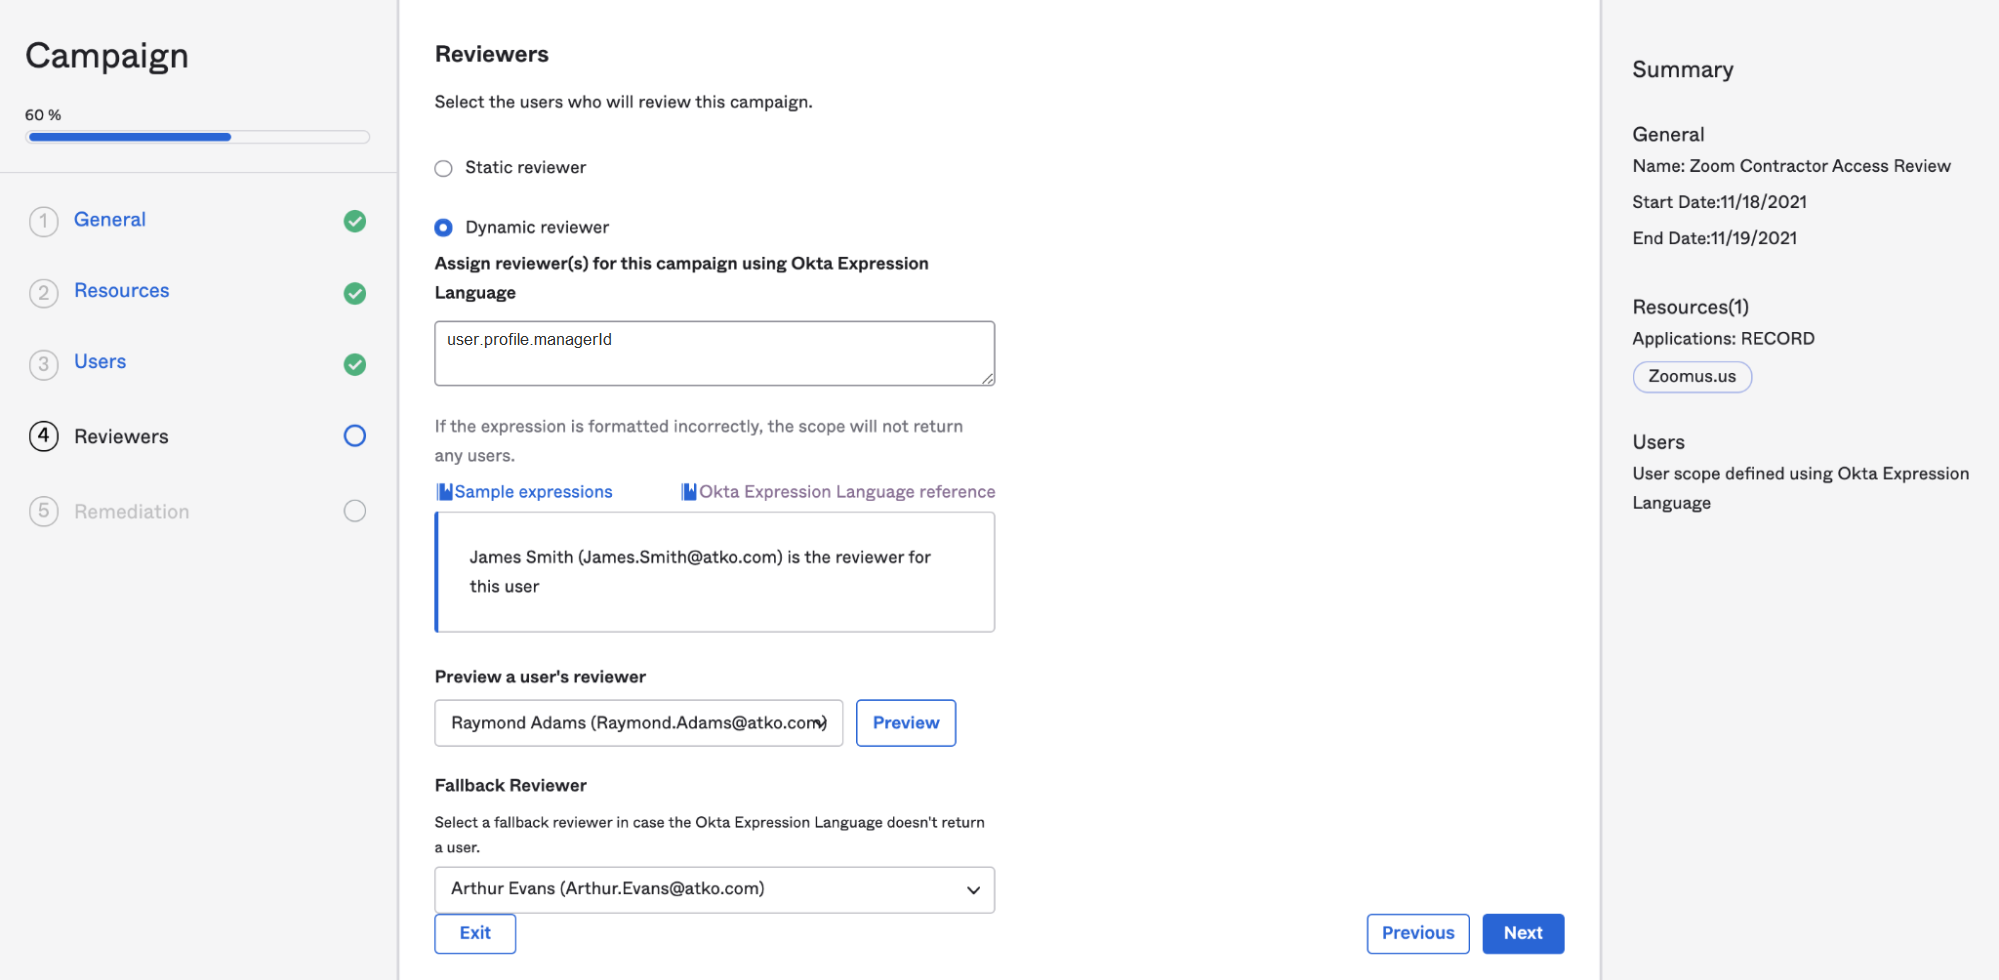 Campaign
60 %
1 General
2 Resources
3 Users
4 Reviewers
5 Remediation
Reviewers
Select the users who will review this campaign.
Static reviewer
Dynamic reviewer
Assign reviewer(s) for this campaign using Okta Expression
Language
user.profile.managerId
If the expression is formatted incorrectly, the scope will not return
any users.
Sample expressions Okta Expression Language reference
James Smith (James.Smith@atko.com) is the reviewer for
this user
Preview a user's reviewer
Raymond Adams (Raymond.Adams@atko.com) Preview
Fallback Reviewer
Select a fallback reviewer in case the Okta Expression Language doesn't return
a user.
Arthur Evans (Arthur.Evans@atko.com)
Exit Previous Next
Summary
General
Name: Zoom Contractor Access Review
Start Date:11/18/2021
End Date:11/19/2021
Resources(1)
Applications: RECORD
Zoomus.us
Users
User scope defined using Okta Expression
Language